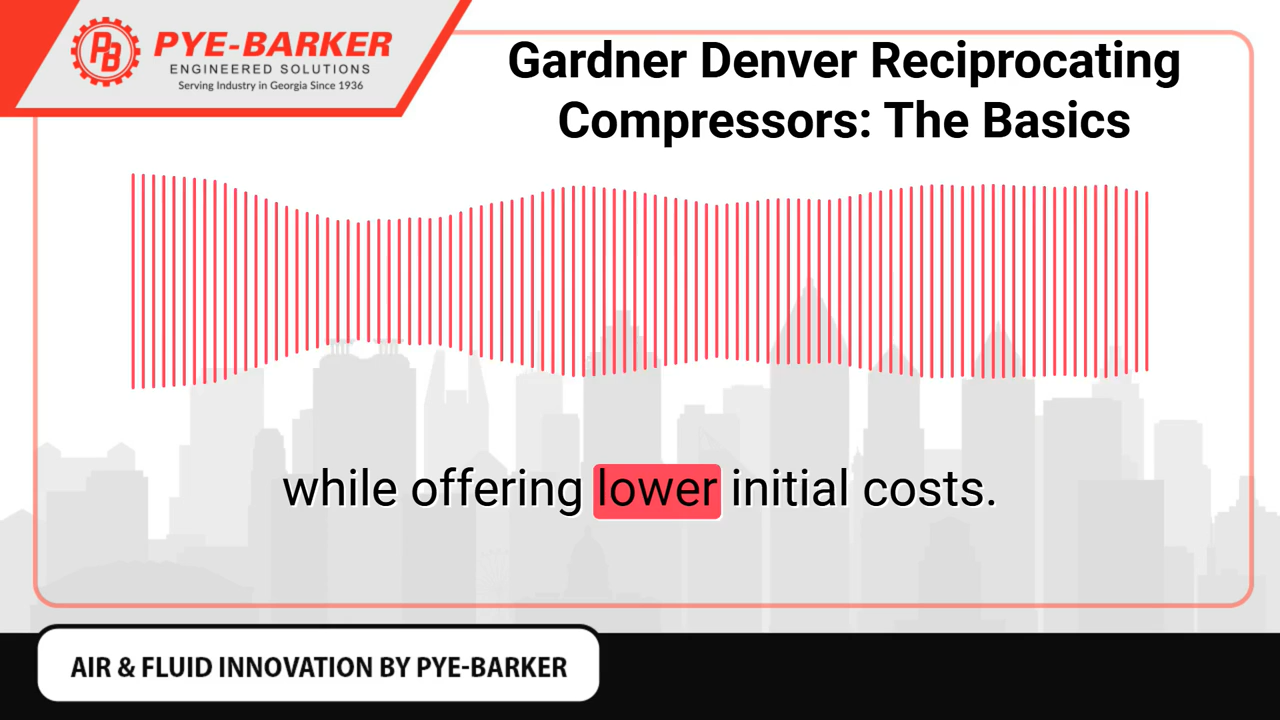 PB
PYE-BARKER
ENGINEERED SOLUTIONS
Serving Industry in Georgia Since 1936
Gardner Denver Reciprocating
Compressors: The Basics
while offering lower initial costs.
AIR & FLUID INNOVATION BY PYE-BARKER